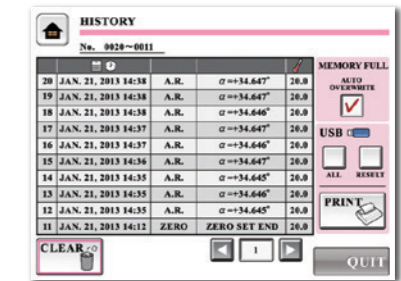 HISTORY
No. 0020~0011
MEMORY FULL
AUTO
OVERWRITE
20 JAN. 21, 2013 14:38 A.R. α=+34.647° 20.0
19 JAN. 21, 2013 14:38 A.R. α=+34.647° 20.0
18 JAN. 21, 2013 14:38 A.R. α=+34.646° 20.0
17 JAN. 21, 2013 14:37 A.R. α=+34.647° 20.0
16 JAN. 21, 2013 14:37 A.R. α=+34.646° 20.0
15 JAN. 21, 2013 14:36 A.R. α=+34.647° 20.0
14 JAN. 21, 2013 14:35 A.R. α=+34.645° 20.0
13 JAN. 21, 2013 14:35 A.R. α=+34.646° 20.0
12 JAN. 21, 2013 14:35 A.R. α=+34.645° 20.0
11 JAN. 21, 2013 14:12 ZERO ZERO SET END 20.0
USB
ALL RESULT
PRINT
CLEAR
1
QUIT